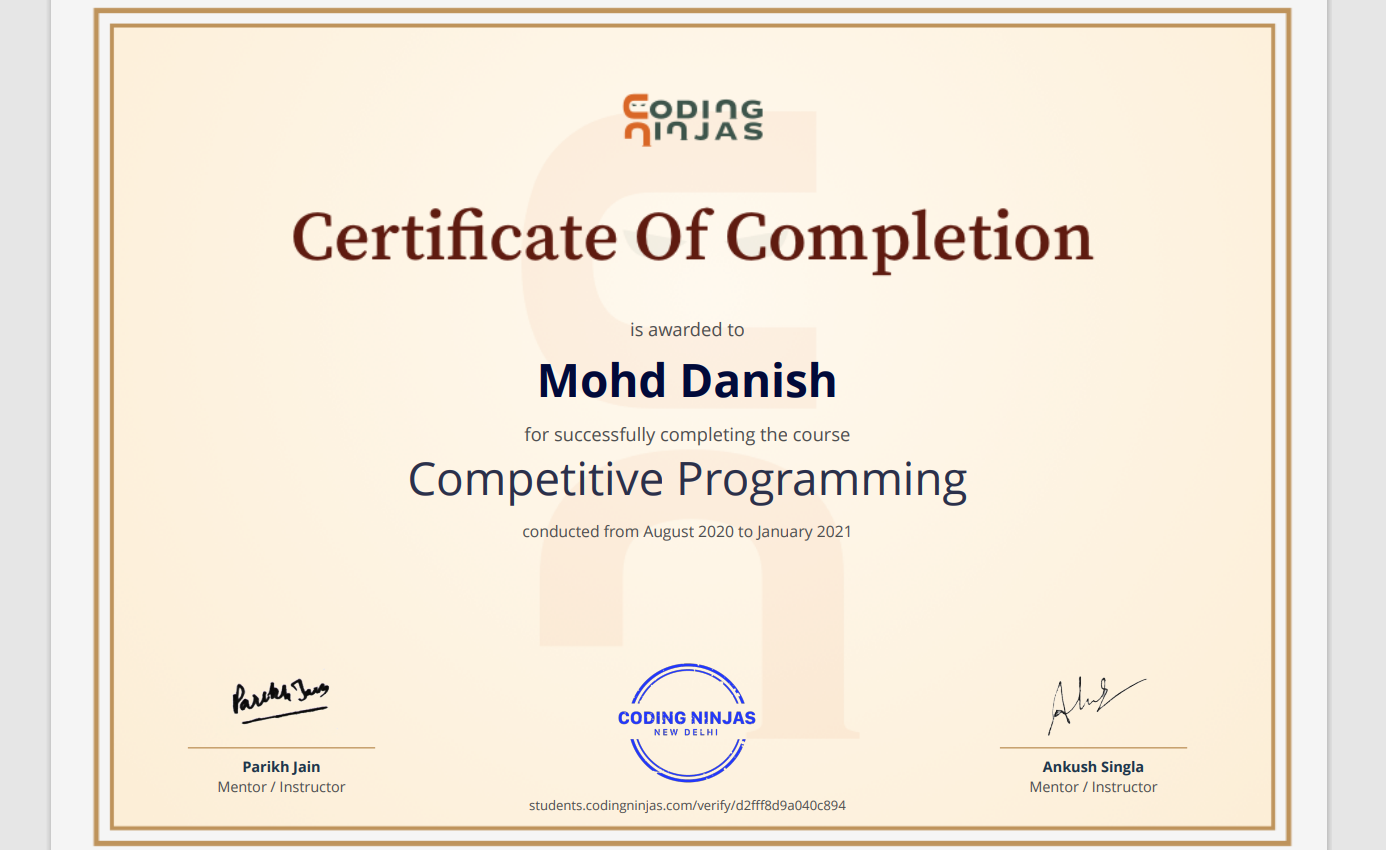 CODING
NINJAS
Certificate Of Completion
is awarded to
Mohd Danish
for successfully completing the course
Competitive Programming
conducted from August 2020 to January 2021
Parikh Jain
CODING NINJAS
NEW DELHI
Parikh Jain
Mentor / Instructor
Ankush Singla
Mentor / Instructor
students.codingninjas.com/verify/d2fff8d9a040c894